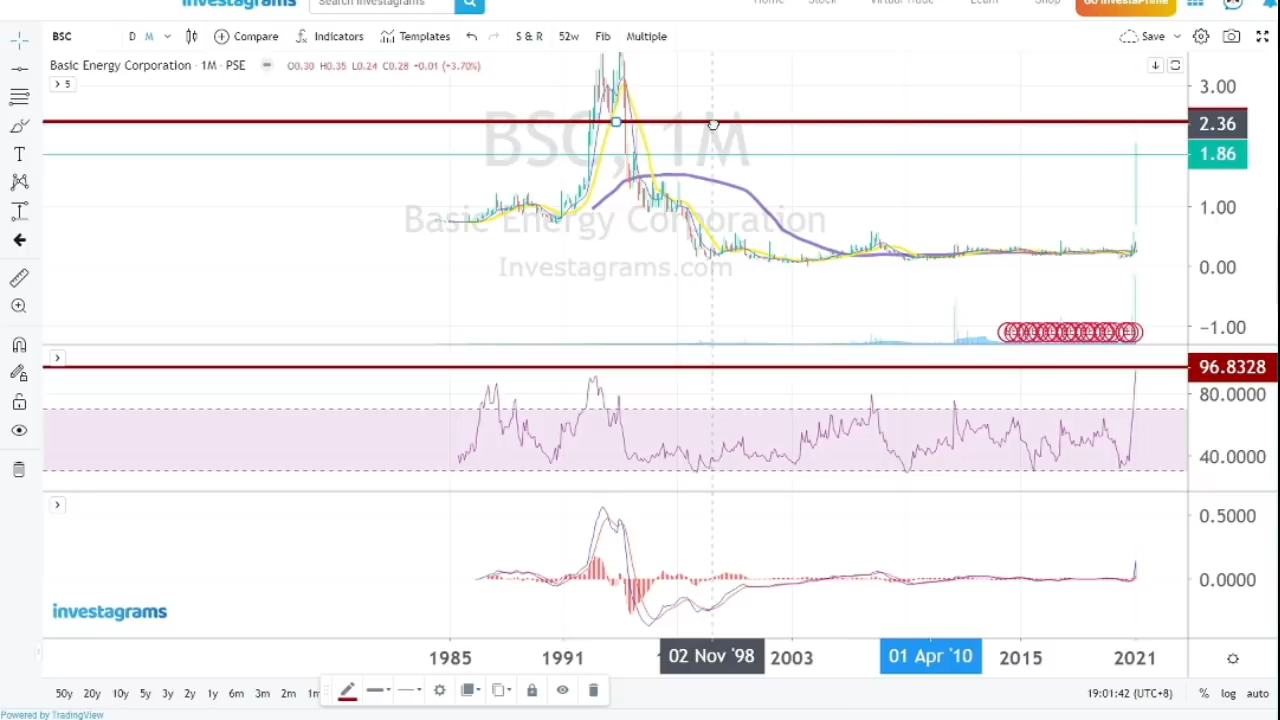 Investagrams Search Investagrams Home Stock Virtual Trade Learn Shop Go InvestaPrime
BSC D M Compare Indicators Templates S & R 52w Fib Multiple Save
Basic Energy Corporation · 1M · PSE O0.30 H0.35 L0.24 C0.28 -0.01 (+3.70%)
5
3.00
2.36
1.86
1.00
0.00
−1.00
BSC, 1M
Basic Energy Corporation
Investagrams.com
96.8328
80.0000
40.0000
0.5000
0.0000
investagrams
1985 1991 02 Nov '98 2003 01 Apr '10 2015 2021
50y 20y 10y 5y 3y 2y 1y 6m 3m 2m 19:01:42 (UTC+8) % log auto
Powered by TradingView